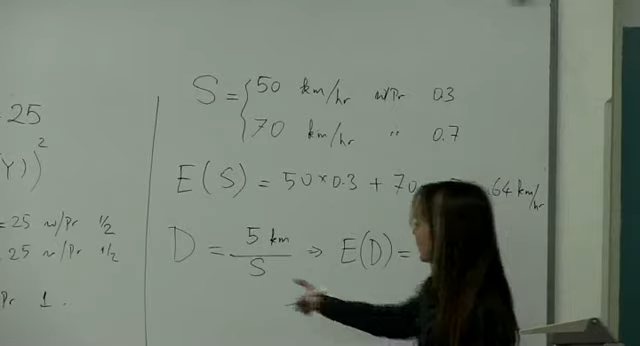 = 25
Y))²
= 25 w/Pr ½
25 w/Pr ½
Pr 1.
S = { 50 km/hr w/Pr 0.3
70 km/hr " 0.7
E(S) = 50×0.3 + 70 64 km/hr
D = 5 km / S ⇒ E(D) =